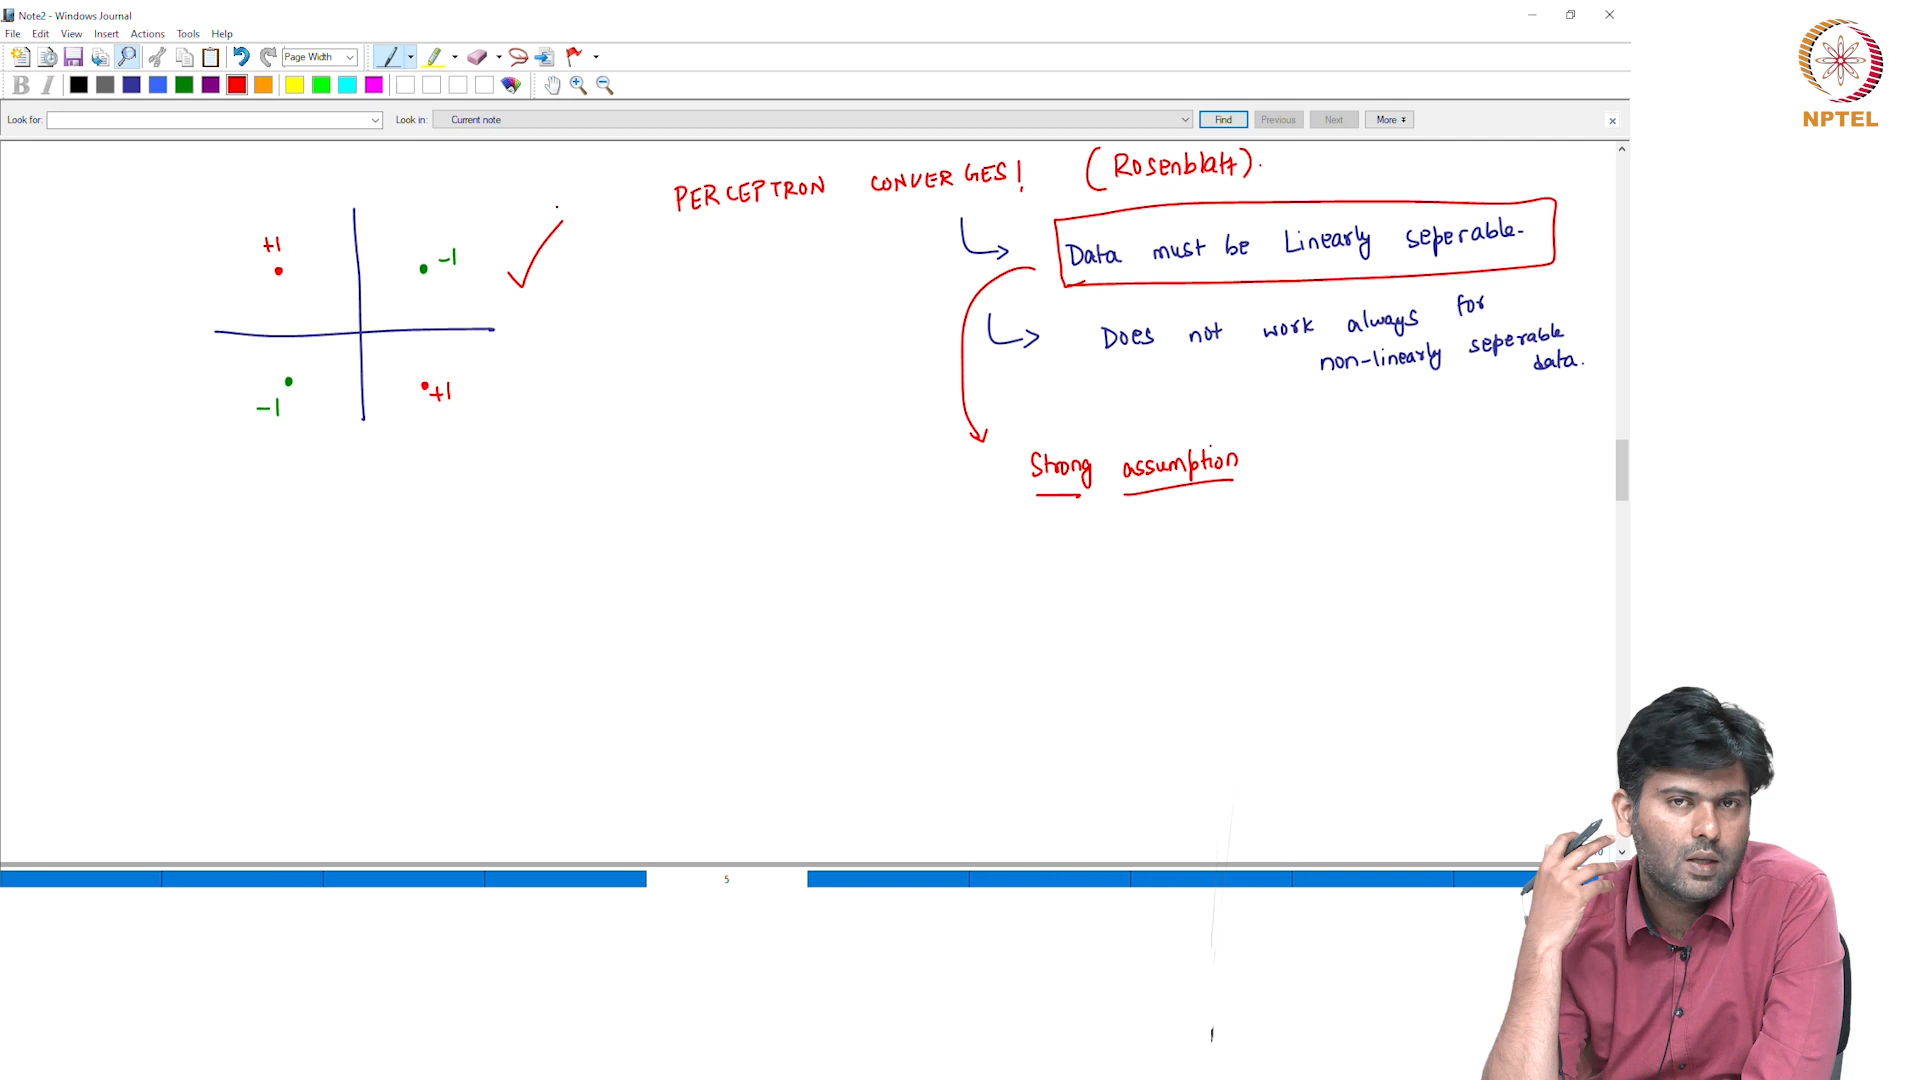 Note2 - Windows Journal
File Edit View Insert Actions Tools Help
Page Width
B I
Look for: Look in: Current note Find Previous Next More
NPTEL
PERCEPTRON CONVERGES! (Rosenblatt).
Data must be Linearly seperable.
Does not work always for
non-linearly seperable
data.
Strong assumption
+1
-1
-1
+1
5